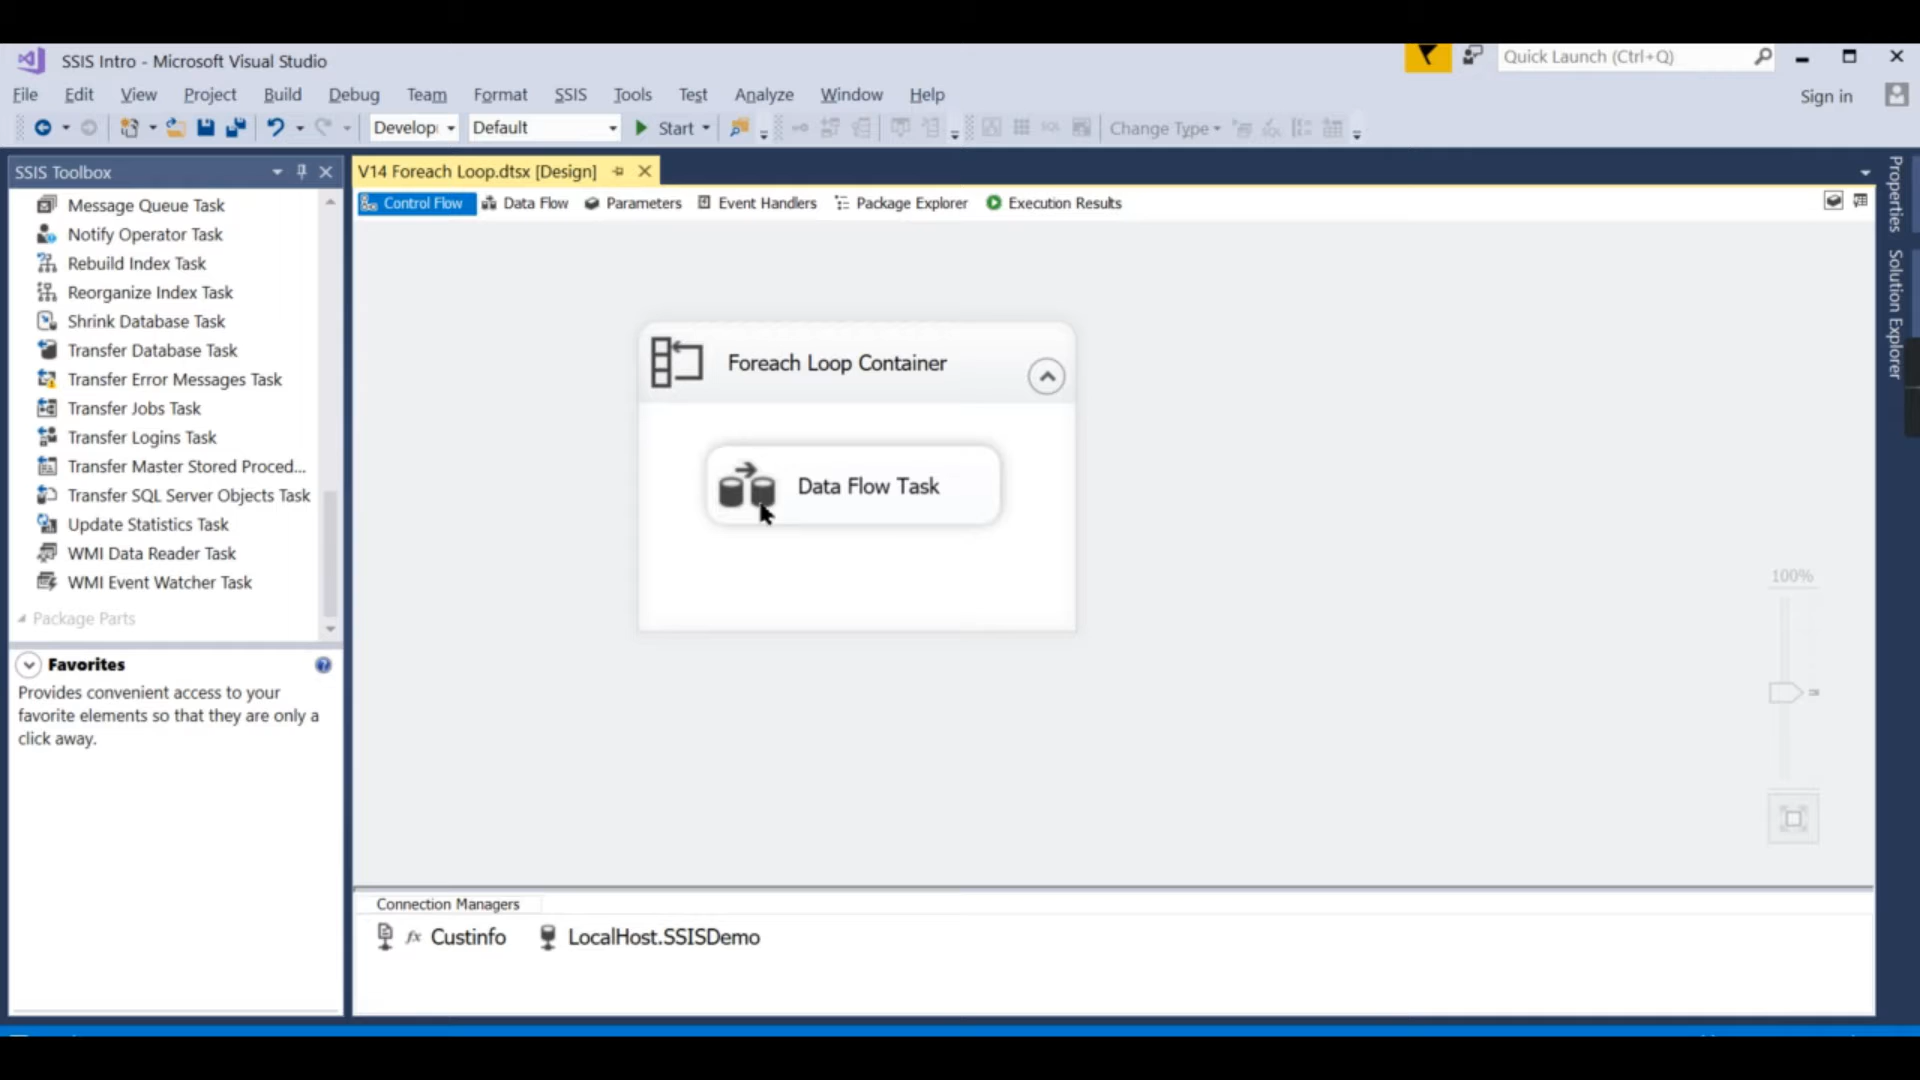 SSIS Intro - Microsoft Visual Studio
Quick Launch (Ctrl+Q)
File Edit View Project Build Debug Team Format SSIS Tools Test Analyze Window Help
Sign in
Develop Default Start Change Type
SSIS Toolbox
Message Queue Task
Notify Operator Task
Rebuild Index Task
Reorganize Index Task
Shrink Database Task
Transfer Database Task
Transfer Error Messages Task
Transfer Jobs Task
Transfer Logins Task
Transfer Master Stored Proced...
Transfer SQL Server Objects Task
Update Statistics Task
WMI Data Reader Task
WMI Event Watcher Task
Package Parts
Favorites
Provides convenient access to your
favorite elements so that they are only a
click away.
V14 Foreach Loop.dtsx [Design]
Control Flow Data Flow Parameters Event Handlers Package Explorer Execution Results
Foreach Loop Container
Data Flow Task
100%
Connection Managers
fx Custinfo LocalHost.SSISDemo
Properties
Solution Explorer